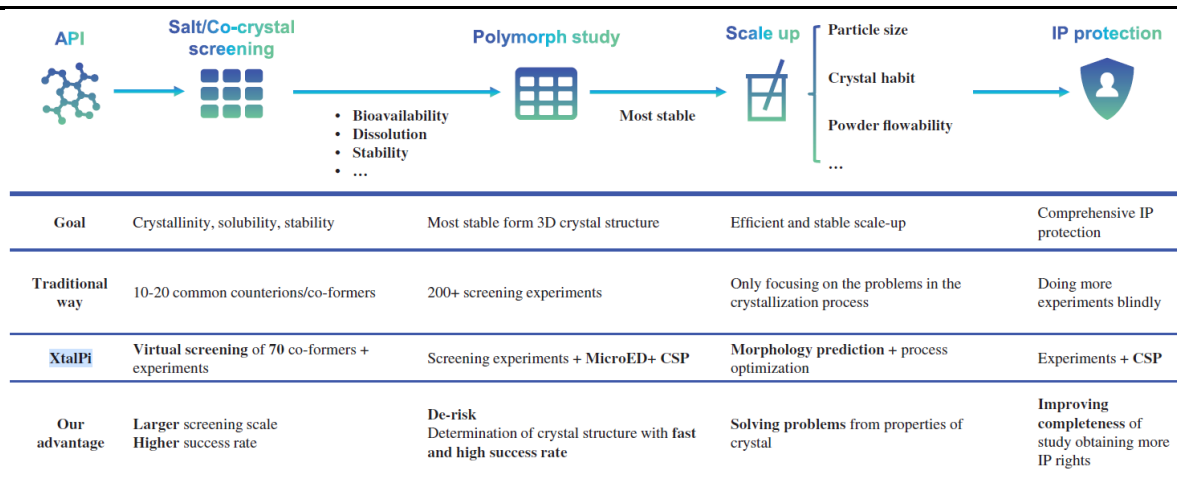 API
Salt/Co-crystal
screening
Polymorph study
Scale up
IP protection
• Bioavailability
• Dissolution
• Stability
• ...
Most stable
Particle size
Crystal habit
Powder flowability
...
Goal
Crystallinity, solubility, stability
Most stable form 3D crystal structure
Efficient and stable scale-up
Comprehensive IP
protection
Traditional
way
10-20 common counterions/co-formers
200+ screening experiments
Only focusing on the problems in the
crystallization process
Doing more
experiments blindly
XtalPi
Virtual screening of 70 co-formers +
experiments
Screening experiments + MicroED+ CSP
Morphology prediction + process
optimization
Experiments + CSP
Our
advantage
Larger screening scale
Higher success rate
De-risk
Determination of crystal structure with fast
and high success rate
Solving problems from properties of
crystal
Improving
completeness of
study obtaining more
IP rights